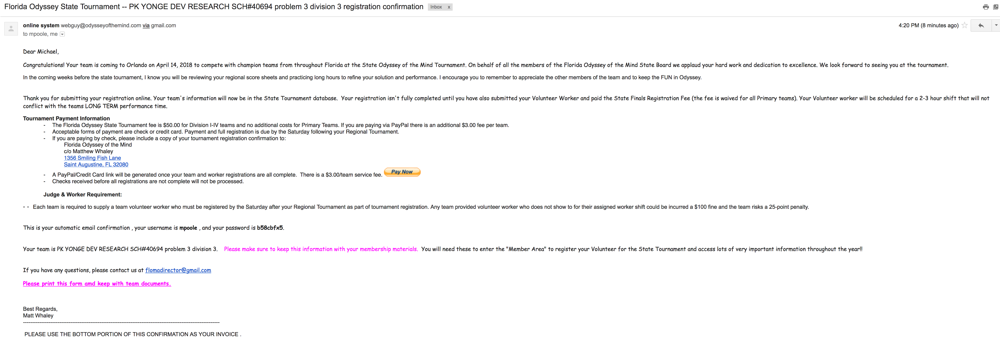 Florida Odyssey State Tournament -- PK YONGE DEV RESEARCH SCH#40694 problem 3 division 3 registration confirmation Inbox x
online system webguy@odysseyofthemind.com via gmail.com 4:20 PM (8 minutes ago)
to mpoole, me
Dear Michael,
Congratulations! Your team is coming to Orlando on April 14, 2018 to compete with champion teams from throughout Florida at the State Odyssey of the Mind Tournament. On behalf of all the members of the Florida Odyssey of the Mind State Board we applaud your hard work and dedication to excellence. We look forward to seeing you at the tournament.
In the coming weeks before the state tournament, I know you will be reviewing your regional score sheets and practicing long hours to refine your solution and performance. I encourage you to remember to appreciate the other members of the team and to keep the FUN in Odyssey.
Thank you for submitting your registration online. Your team's information will now be in the State Tournament database. Your registration isn't fully completed until you have also submitted your Volunteer Worker and paid the State Finals Registration Fee (the fee is waived for all Primary teams). Your Volunteer worker will be scheduled for a 2-3 hour shift that will not
conflict with the teams LONG TERM performance time.
Tournament Payment Information
- The Florida Odyssey State Tournament fee is $50.00 for Division I-IV teams and no additional costs for Primary Teams. If you are paying via PayPal there is an additional $3.00 fee per team.
- Acceptable forms of payment are check or credit card. Payment and full registration is due by the Saturday following your Regional Tournament.
- If you are paying by check, please include a copy of your tournament registration confirmation to:
Florida Odyssey of the Mind
c/o Matthew Whaley
1356 Smiling Fish Lane
Saint Augustine, FL 32080
- A PayPal/Credit Card link will be generated once your team and worker registrations are all complete. There is a $3.00/team service fee. Pay Now
- Checks received before all registrations are not complete will not be processed.
Judge & Worker Requirement:
- - Each team is required to supply a team volunteer worker who must be registered by the Saturday after your Regional Tournament as part of tournament registration. Any team provided volunteer worker who does not show to for their assigned worker shift could be incurred a $100 fine and the team risks a 25-point penalty.
This is your automatic email confirmation , your username is mpoole , and your password is b58cbfx5.
Your team is PK YONGE DEV RESEARCH SCH#40694 problem 3 division 3. Please make sure to keep this information with your membership materials. You will need these to enter the "Member Area" to register your Volunteer for the State Tournament and access lots of very important information throughout the year!!
If you have any questions, please contact us at flomadirector@gmail.com
Please print this form amd keep with team documents.
Best Regards,
Matt Whaley
------------------------------------------------------------------------------------------------------------
PLEASE USE THE BOTTOM PORTION OF THIS CONFIRMATION AS YOUR INVOICE .